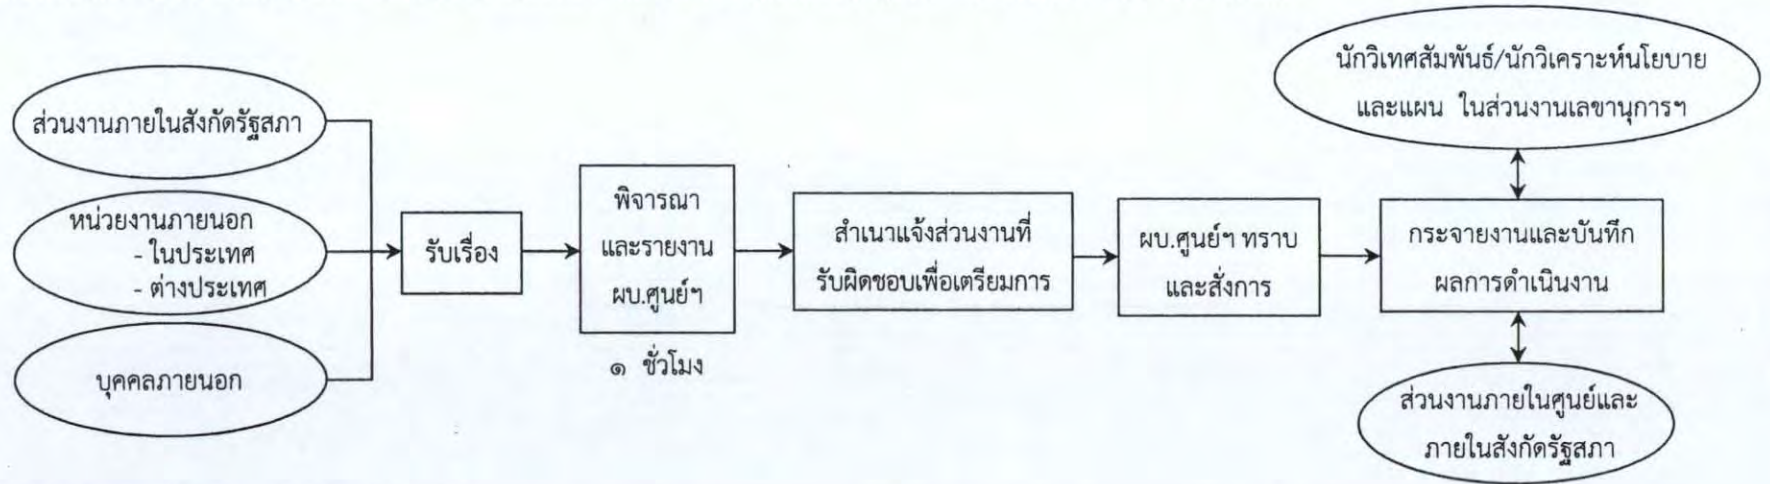 ส่วนงานภายในสังกัดรัฐสภา
หน่วยงานภายนอก
- ในประเทศ
- ต่างประเทศ
บุคคลภายนอก
รับเรื่อง
พิจารณา
และรายงาน
ผบ.ศูนย์ฯ
๑ ชั่วโมง
สำเนาแจ้งส่วนงานที่
รับผิดชอบเพื่อเตรียมการ
ผบ.ศูนย์ฯ ทราบ
และสั่งการ
นักวิเทศสัมพันธ์/นักวิเคราะห์นโยบาย
และแผน ในส่วนงานเลขานุการฯ
กระจายงานและบันทึก
ผลการดำเนินงาน
ส่วนงานภายในศูนย์และ
ภายในสังกัดรัฐสภา